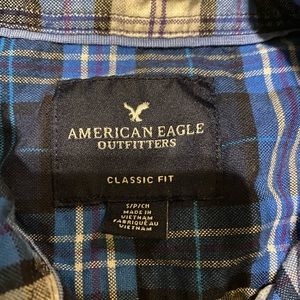 AMERICAN EAGLE
OUTFITTERS
CLASSIC FIT
S/P/CH
MADE IN
VIETNAM
FABRIQUÉ AU
VIETNAM